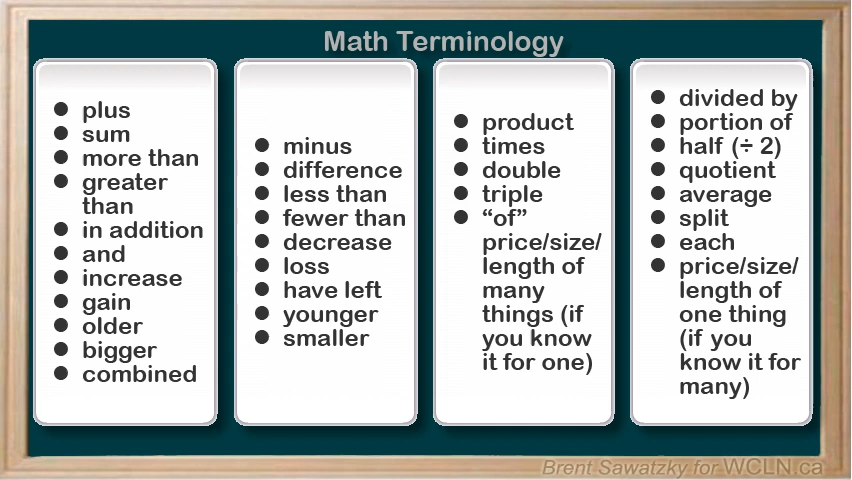 Math Terminology
plus
sum
more than
greater
than
in addition
and
increase
gain
older
bigger
combined
minus
difference
less than
fewer than
decrease
loss
have left
younger
smaller
product
times
double
triple
“of”
price/size/
length of
many
things (if
you know
it for one)
divided by
portion of
half (÷ 2)
quotient
average
split
each
price/size/
length of
one thing
(if you
know it for
many)
Brent Sawatzky for WCLN.ca